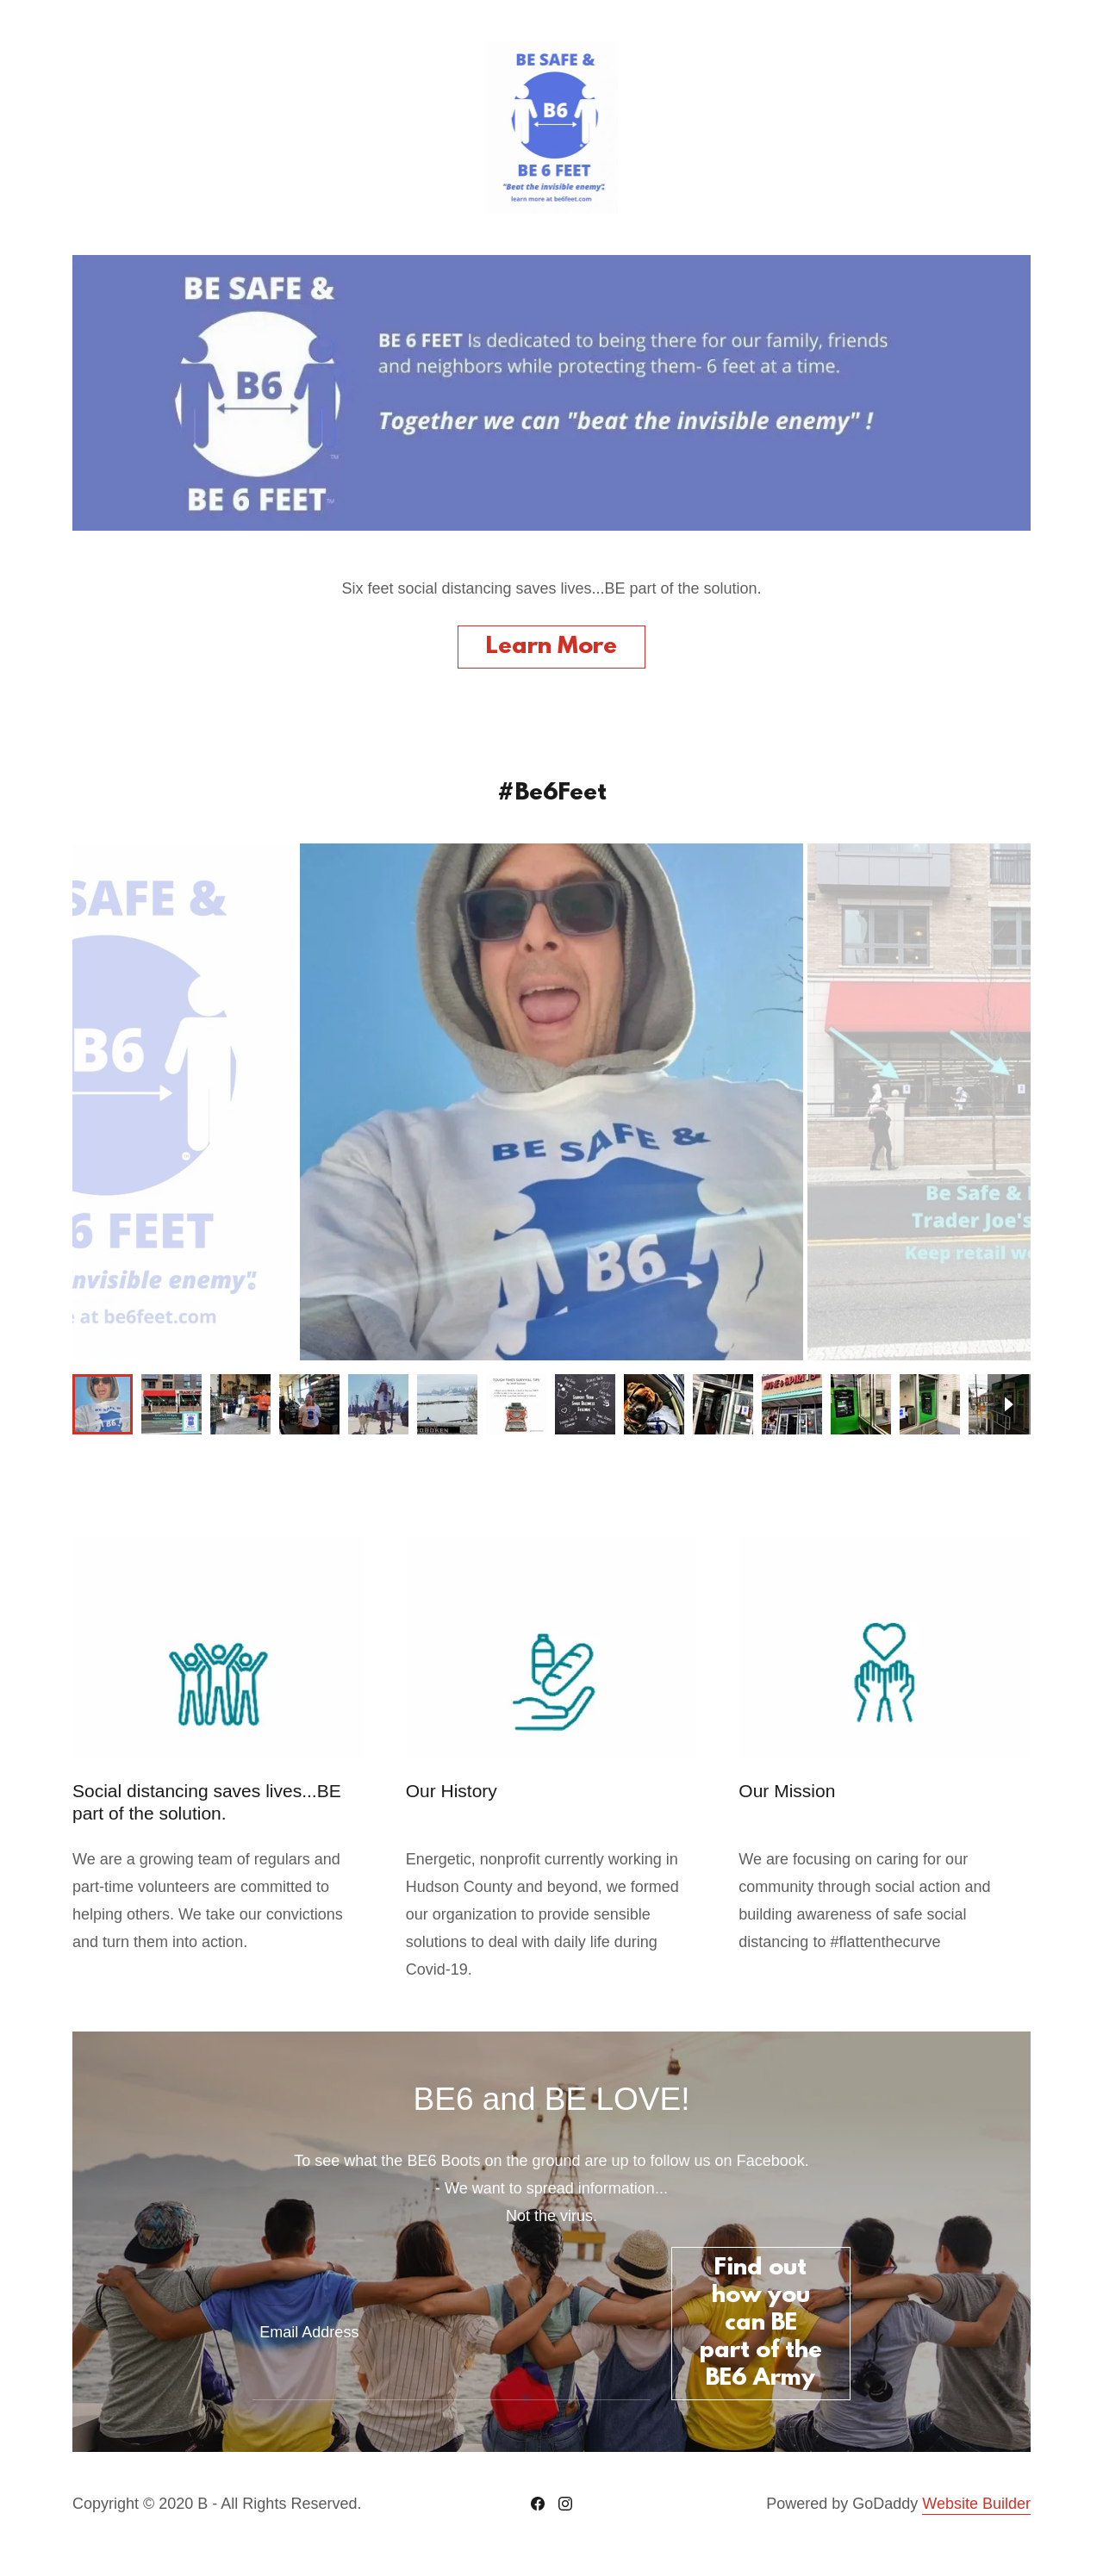 BE SAFE &
B6
BE 6 FEET
"Beat the invisible enemy".
learn more at be6feet.com
BE SAFE &
B6
TM
BE 6 FEET
TM
BE 6 FEET Is dedicated to being there for our family, friends
and neighbors while protecting them- 6 feet at a time.
Together we can "beat the invisible enemy" !
Six feet social distancing saves lives...BE part of the solution.
Learn More
#Be6Feet
SAFE &
B6
6 FEET
nvisible enemy".
at be6feet.com
BE SAFE &
B6
Be Safe &
Trader Joe's
Keep retail
Social distancing saves lives...BE
part of the solution.
We are a growing team of regulars and
part-time volunteers are committed to
helping others. We take our convictions
and turn them into action.
Our History
Energetic, nonprofit currently working in
Hudson County and beyond, we formed
our organization to provide sensible
solutions to deal with daily life during
Covid-19.
Our Mission
We are focusing on caring for our
community through social action and
building awareness of safe social
distancing to #flattenthecurve
BE6 and BE LOVE!
To see what the BE6 Boots on the ground are up to follow us on Facebook.
- We want to spread information...
Not the virus.
Email Address
Find out
how you
can BE
part of the
BE6 Army
Copyright © 2020 B - All Rights Reserved.
Powered by GoDaddy Website Builder